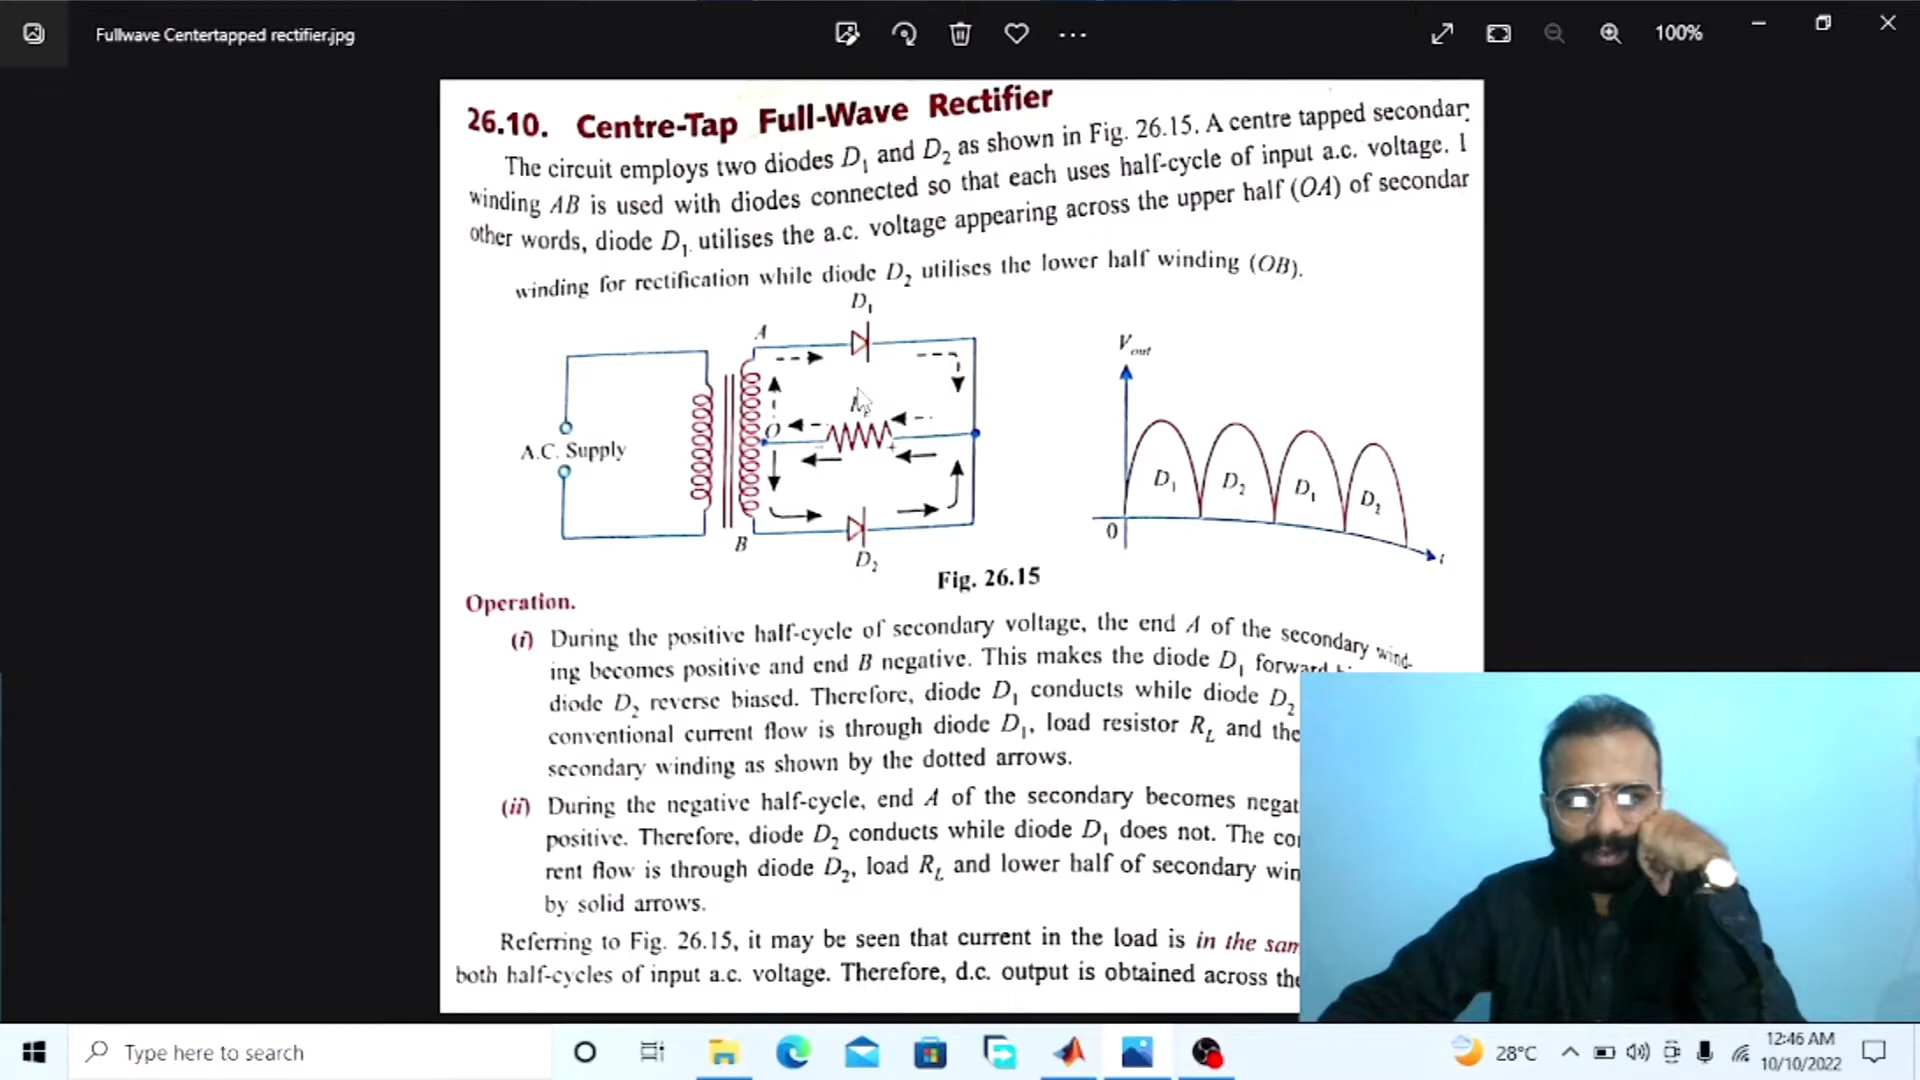 Fullwave Centertapped rectifier.jpg
100%
26.10. Centre-Tap Full-Wave Rectifier
The circuit employs two diodes D1 and D2 as shown in Fig. 26.15. A centre tapped secondar
winding AB is used with diodes connected so that each uses half-cycle of input a.c. voltage. I
other words, diode D1 utilises the a.c. voltage appearing across the upper half (OA) of secondar
winding for rectification while diode D2 utilises the lower half winding (OB).
D1
A
A.C. Supply
O
B
D2
Vout
D1 D2 D1 D2
0
t
Fig. 26.15
Operation.
(i) During the positive half-cycle of secondary voltage, the end A of the secondary wind-
ing becomes positive and end B negative. This makes the diode D1 forward
diode D2 reverse biased. Therefore, diode D1 conducts while diode D2
conventional current flow is through diode D1, load resistor RL and the
secondary winding as shown by the dotted arrows.
(ii) During the negative half-cycle, end A of the secondary becomes negat
positive. Therefore, diode D2 conducts while diode D1 does not. The co
rent flow is through diode D2, load RL and lower half of secondary win
by solid arrows.
Referring to Fig. 26.15, it may be seen that current in the load is in the sam
both half-cycles of input a.c. voltage. Therefore, d.c. output is obtained across the
Type here to search
28°C
12:46 AM
10/10/2022